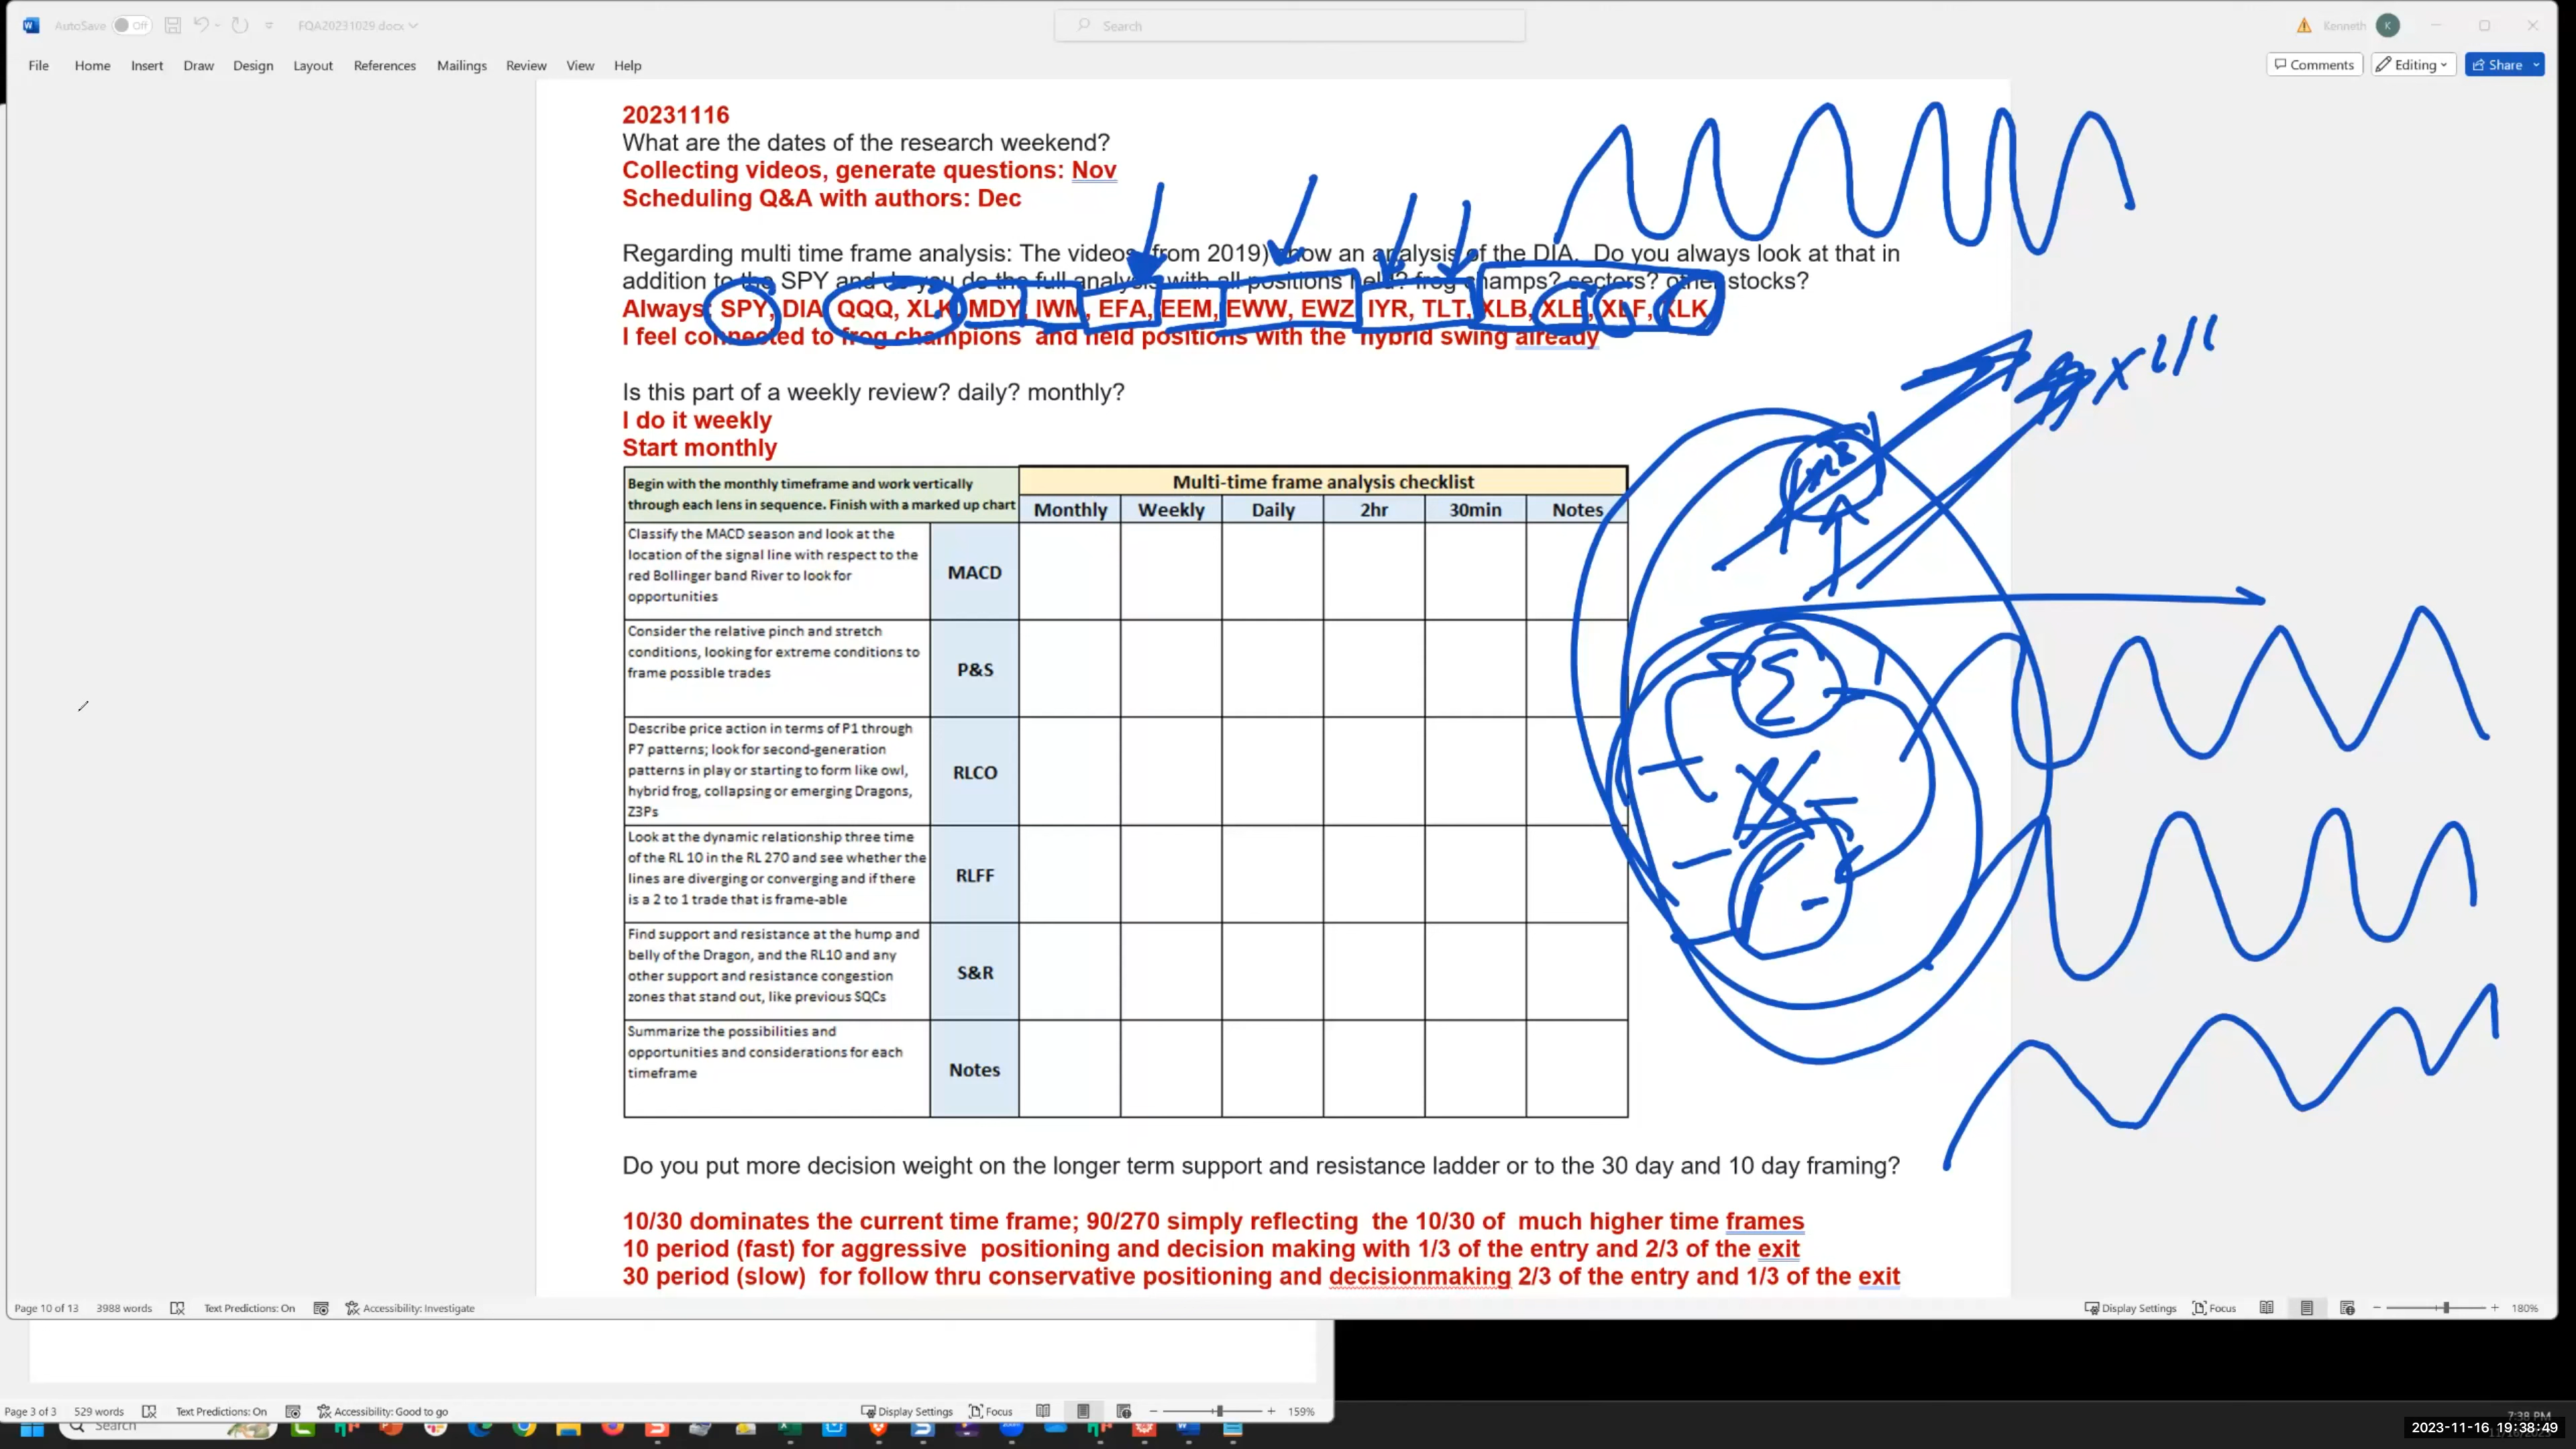 AutoSave Off FQA20231029.docx Search Kenneth K
File Home Insert Draw Design Layout References Mailings Review View Help Comments Editing Share
20231116
What are the dates of the research weekend?
Collecting videos, generate questions: Nov
Scheduling Q&A with authors: Dec
Regarding multi time frame analysis: The videos (from 2019) show an analysis of the DIA. Do you always look at that in
addition to the SPY and do you do the full analysis with all positions held? frog champs? sectors? other stocks?
Always: SPY, DIA QQQ, XLK, MDY, IWM, EFA, EEM, EWW, EWZ, IYR, TLT, XLB, XLE, XLF, XLK
I feel connected to frog champions and held positions with the hybrid swing already
Is this part of a weekly review? daily? monthly?
I do it weekly
Start monthly
Begin with the monthly timeframe and work vertically
through each lens in sequence. Finish with a marked up chart
Multi-time frame analysis checklist
Monthly Weekly Daily 2hr 30min Notes
Classify the MACD season and look at the
location of the signal line with respect to the
red Bollinger band River to look for
opportunities
MACD
Consider the relative pinch and stretch
conditions, looking for extreme conditions to
frame possible trades
P&S
Describe price action in terms of P1 through
P7 patterns; look for second-generation
patterns in play or starting to form like owl,
hybrid frog, collapsing or emerging Dragons,
Z3Ps
RLCO
Look at the dynamic relationship three time
of the RL 10 in the RL 270 and see whether the
lines are diverging or converging and if there
is a 2 to 1 trade that is frame-able
RLFF
Find support and resistance at the hump and
belly of the Dragon, and the RL10 and any
other support and resistance congestion
zones that stand out, like previous SQCs
S&R
Summarize the possibilities and
opportunities and considerations for each
timeframe
Notes
Do you put more decision weight on the longer term support and resistance ladder or to the 30 day and 10 day framing?
10/30 dominates the current time frame; 90/270 simply reflecting the 10/30 of much higher time frames
10 period (fast) for aggressive positioning and decision making with 1/3 of the entry and 2/3 of the exit
30 period (slow) for follow thru conservative positioning and decisionmaking 2/3 of the entry and 1/3 of the exit
Page 10 of 13 3988 words Text Predictions: On Accessibility: Investigate Display Settings Focus 180%
Page 3 of 3 529 words Text Predictions: On Accessibility: Good to go Display Settings Focus 159%
Search
7:38 PM
2023-11-16 19:38:49